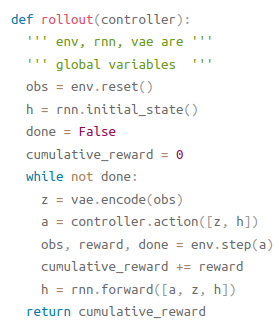 def rollout(controller):
  ''' env, rnn, vae are '''
  ''' global variables  '''
  obs = env.reset()
  h = rnn.initial_state()
  done = False
  cumulative_reward = 0
  while not done:
    z = vae.encode(obs)
    a = controller.action([z, h])
    obs, reward, done = env.step(a)
    cumulative_reward += reward
    h = rnn.forward([a, z, h])
  return cumulative_reward